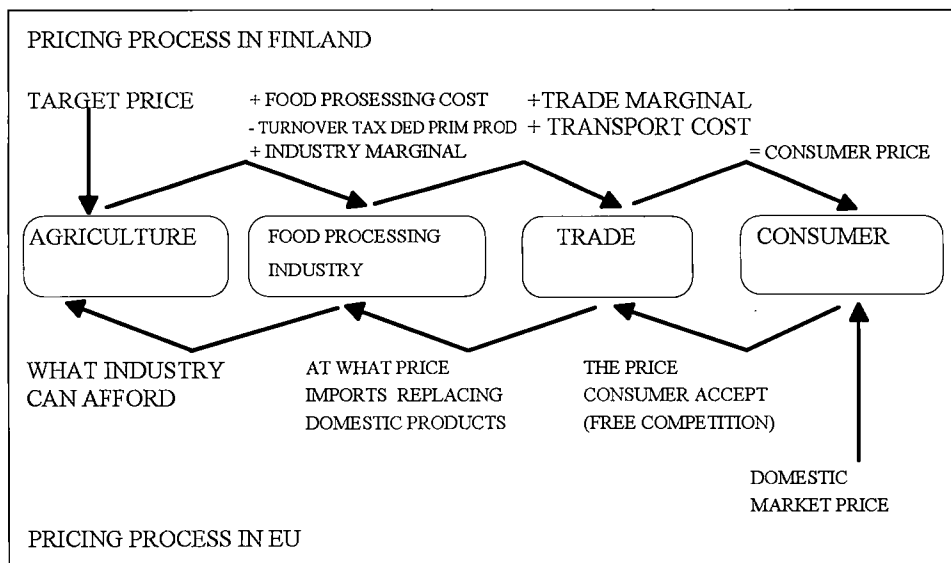 PRICING PROCESS IN FINLAND
TARGET PRICE
+ FOOD PROSESSING COST
- TURNOVER TAX DED PRIM PROD
+ INDUSTRY MARGINAL
+TRADE MARGINAL
+ TRANSPORT COST
= CONSUMER PRICE
AGRICULTURE
FOOD PROCESSING
INDUSTRY
TRADE
CONSUMER
WHAT INDUSTRY
CAN AFFORD
AT WHAT PRICE
IMPORTS REPLACING
DOMESTIC PRODUCTS
THE PRICE
CONSUMER ACCEPT
(FREE COMPETITION)
DOMESTIC
MARKET PRICE
PRICING PROCESS IN EU